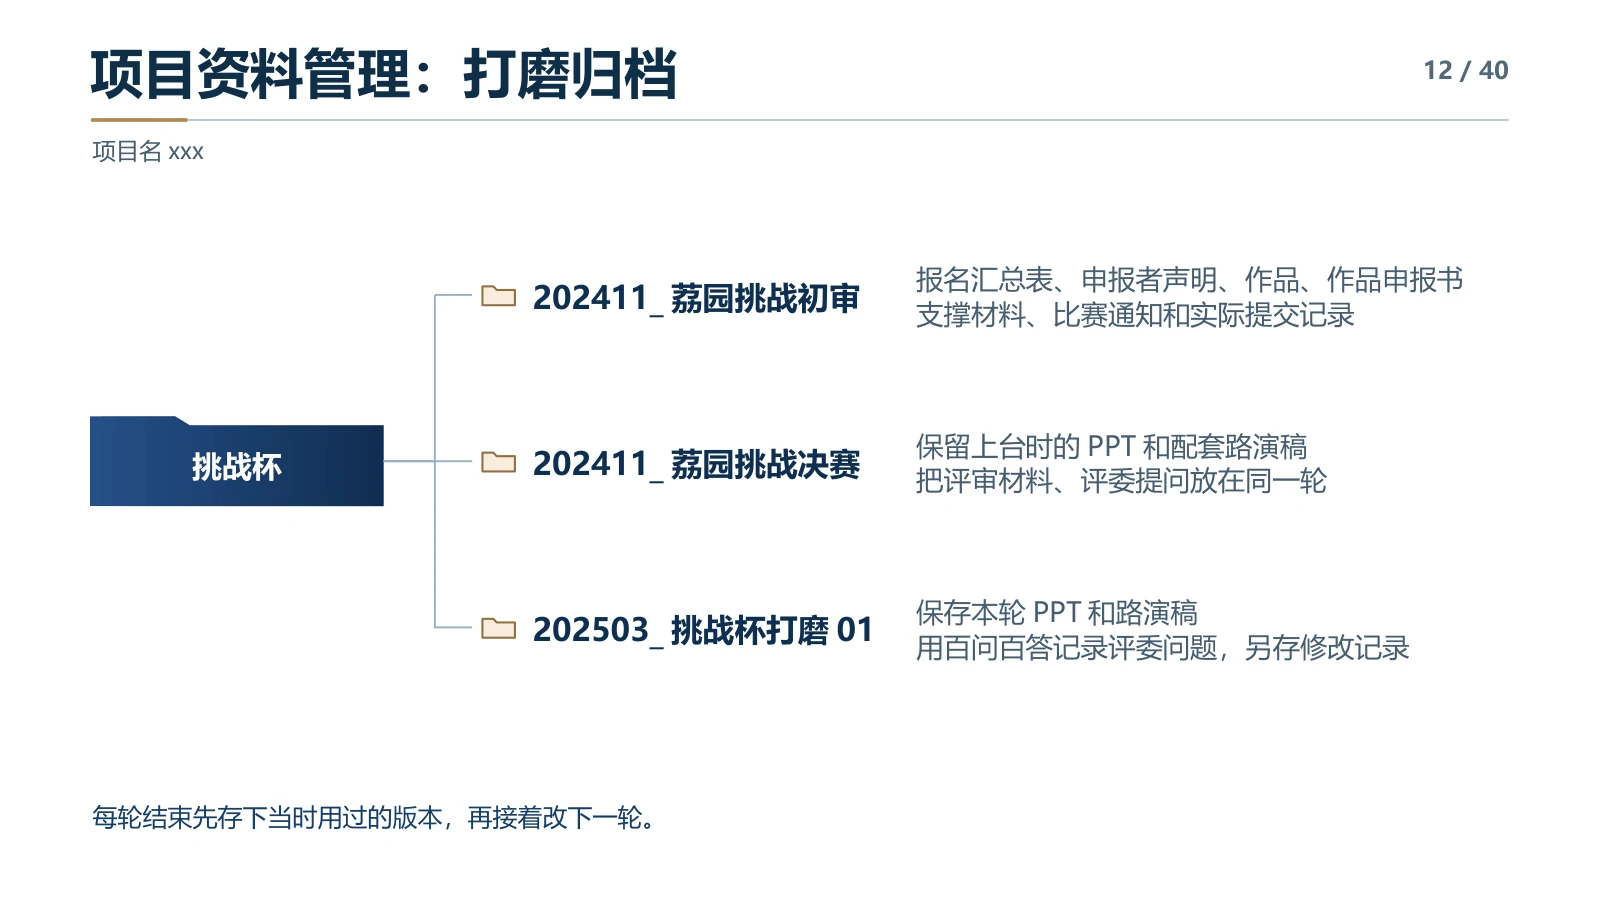 项目资料管理：打磨归档
12 / 40
项目名 xxx
202411_荔园挑战初审
报名汇总表、申报者声明、作品、作品申报书
支撑材料、比赛通知和实际提交记录
挑战杯
202411_荔园挑战决赛
保留上台时的 PPT 和配套路演稿
把评审材料、评委提问放在同一轮
202503_挑战杯打磨 01
保存本轮 PPT 和路演稿
用百问百答记录评委问题，另存修改记录
每轮结束先存下当时用过的版本，再接着改下一轮。